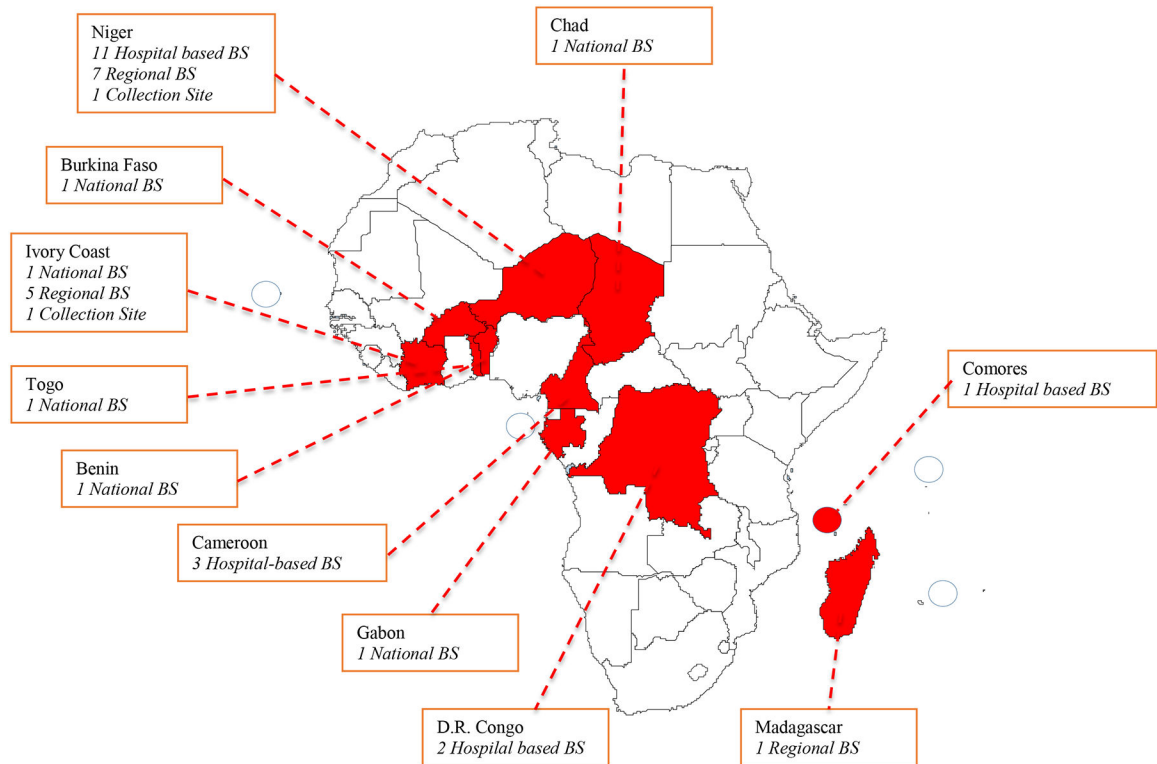 Niger
11 Hospital based BS
7 Regional BS
1 Collection Site
Chad
1 National BS
Burkina Faso
1 National BS
Ivory Coast
1 National BS
5 Regional BS
1 Collection Site
Togo
1 National BS
Benin
1 National BS
Cameroon
3 Hospital-based BS
Gabon
1 National BS
D.R. Congo
2 Hospilal based BS
Madagascar
1 Regional BS
Comores
1 Hospital based BS